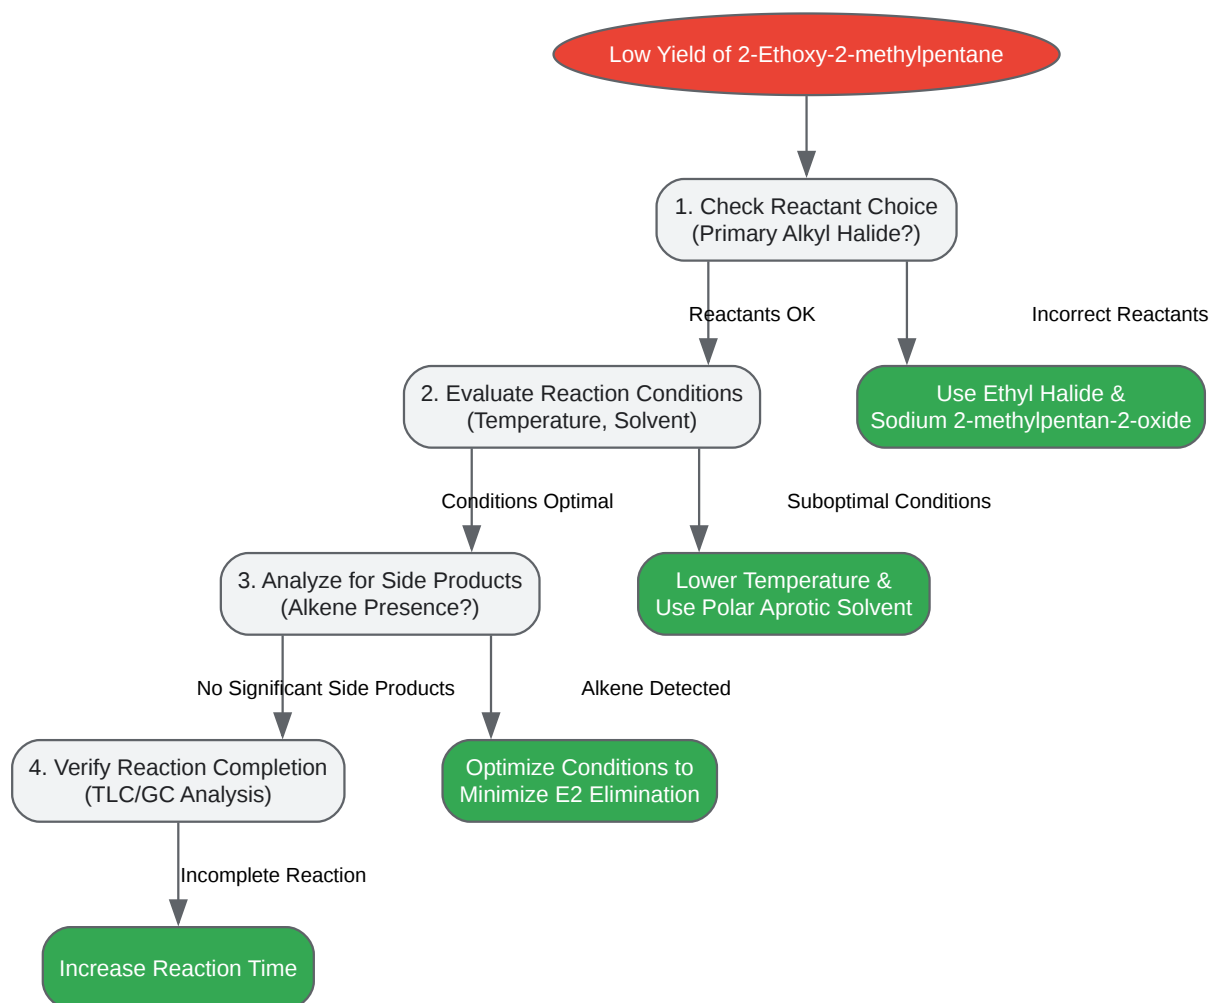 Low Yield of 2-Ethoxy-2-methylpentane
1. Check Reactant Choice
(Primary Alkyl Halide?)
Reactants OK
Incorrect Reactants
2. Evaluate Reaction Conditions
(Temperature, Solvent)
Use Ethyl Halide &
Sodium 2-methylpentan-2-oxide
Conditions Optimal
Suboptimal Conditions
3. Analyze for Side Products
(Alkene Presence?)
Lower Temperature &
Use Polar Aprotic Solvent
No Significant Side Products
Alkene Detected
4. Verify Reaction Completion
(TLC/GC Analysis)
Optimize Conditions to
Minimize E2 Elimination
Incomplete Reaction
Increase Reaction Time